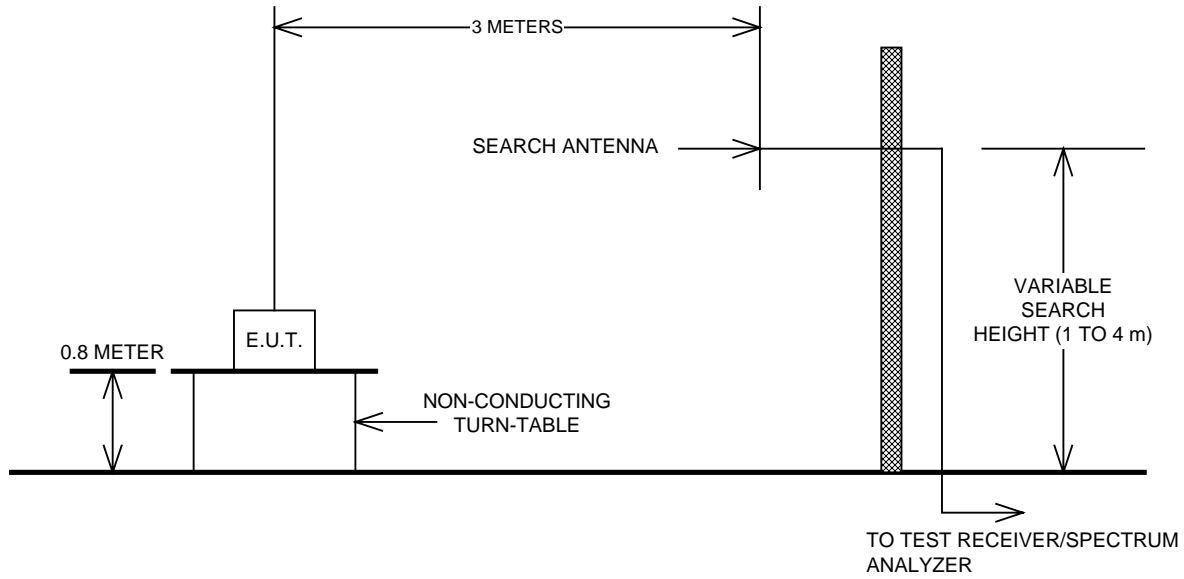 3 METERS
SEARCH ANTENNA
VARIABLE
SEARCH
HEIGHT (1 TO 4 m)
E.U.T.
0.8 METER
NON-CONDUCTING
TURN-TABLE
TO TEST RECEIVER/SPECTRUM
ANALYZER